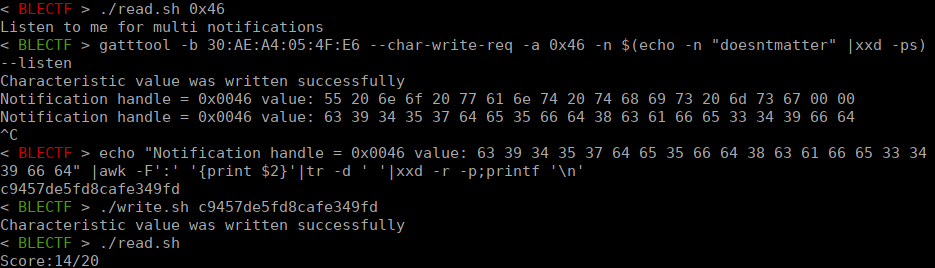 < BLECTF > ./read.sh 0x46
Listen to me for multi notifications
< BLECTF > gatttool -b 30:AE:A4:05:4F:E6 --char-write-req -a 0x46 -n $(echo -n "doesntmatter" |xxd -ps)
--listen
Characteristic value was written successfully
Notification handle = 0x0046 value: 55 20 6e 6f 20 77 61 6e 74 20 74 68 69 73 20 6d 73 67 00 00
Notification handle = 0x0046 value: 63 39 34 35 37 64 65 35 66 64 38 63 61 66 65 33 34 39 66 64
^C
< BLECTF > echo "Notification handle = 0x0046 value: 63 39 34 35 37 64 65 35 66 64 38 63 61 66 65 33 34
39 66 64" |awk -F':' '{print $2}'|tr -d ' '|xxd -r -p;printf '\n'
c9457de5fd8cafe349fd
< BLECTF > ./write.sh c9457de5fd8cafe349fd
Characteristic value was written successfully
< BLECTF > ./read.sh
Score:14/20